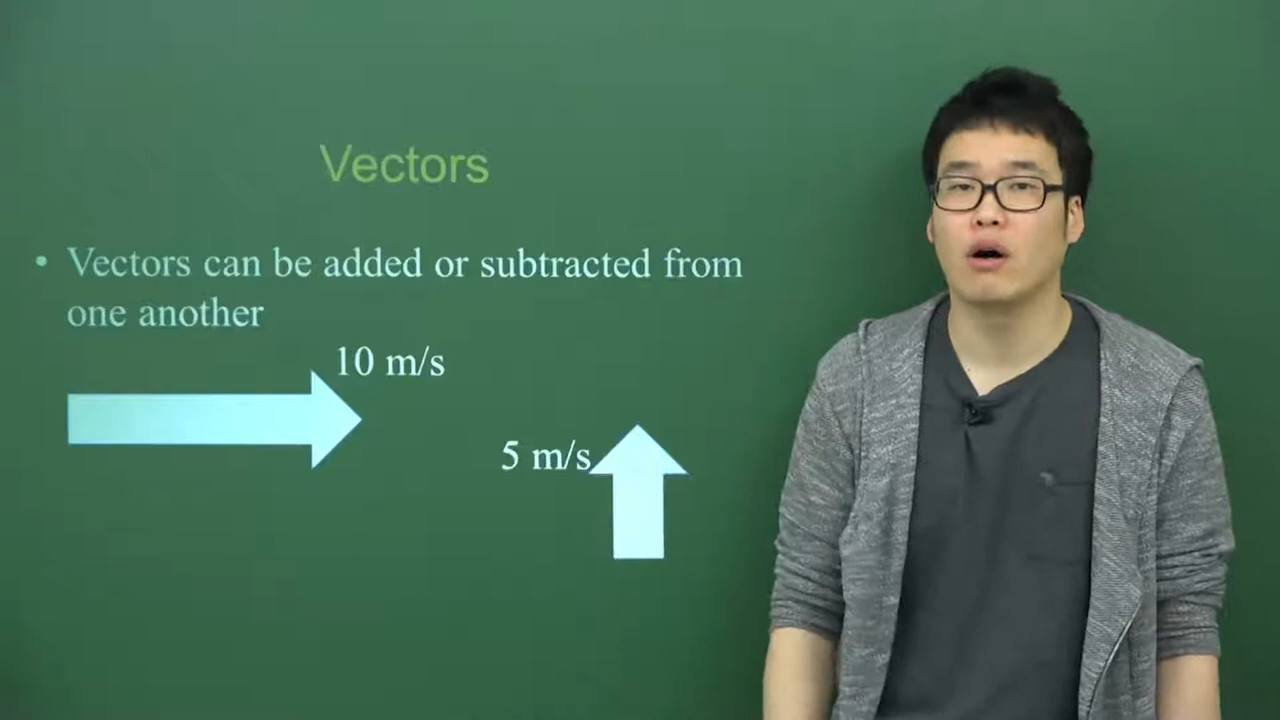 Vectors
• Vectors can be added or subtracted from
one another
10 m/s
5 m/s